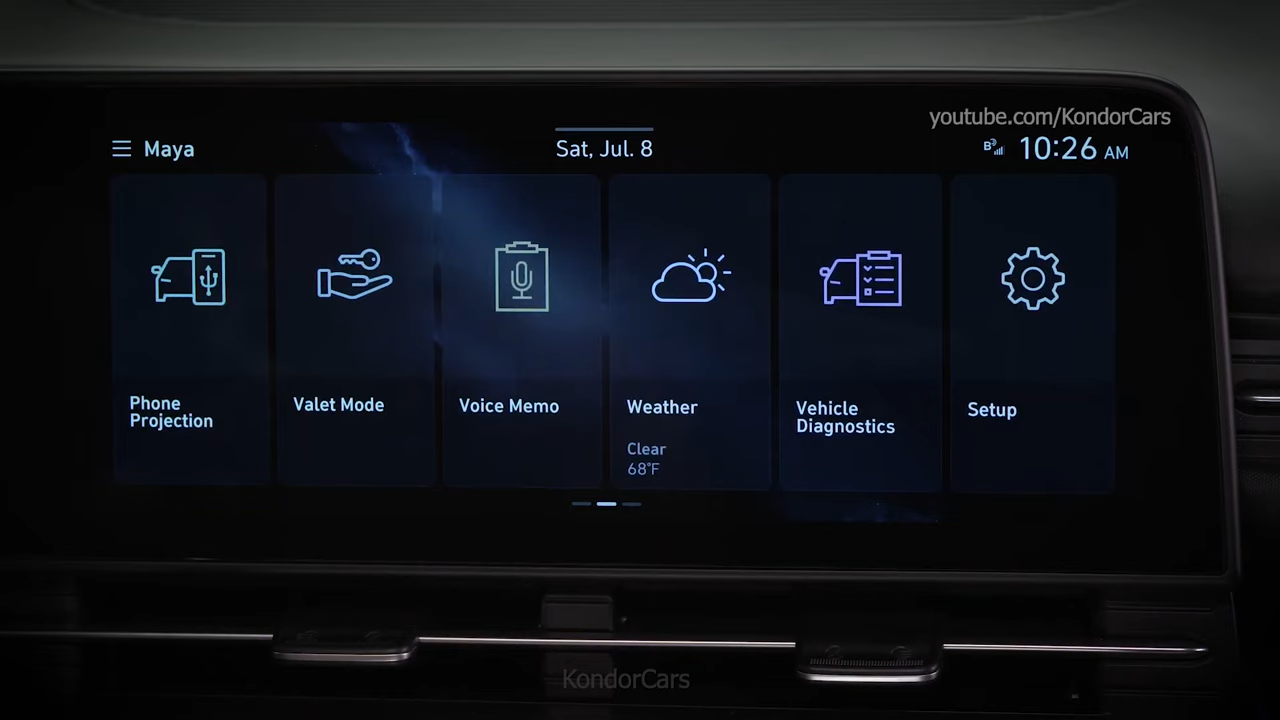 youtube.com/KondorCars
Maya
Sat, Jul. 8
10:26 AM
Phone
Projection
Valet Mode
Voice Memo
Weather
Clear
68°F
Vehicle
Diagnostics
Setup
KondorCars